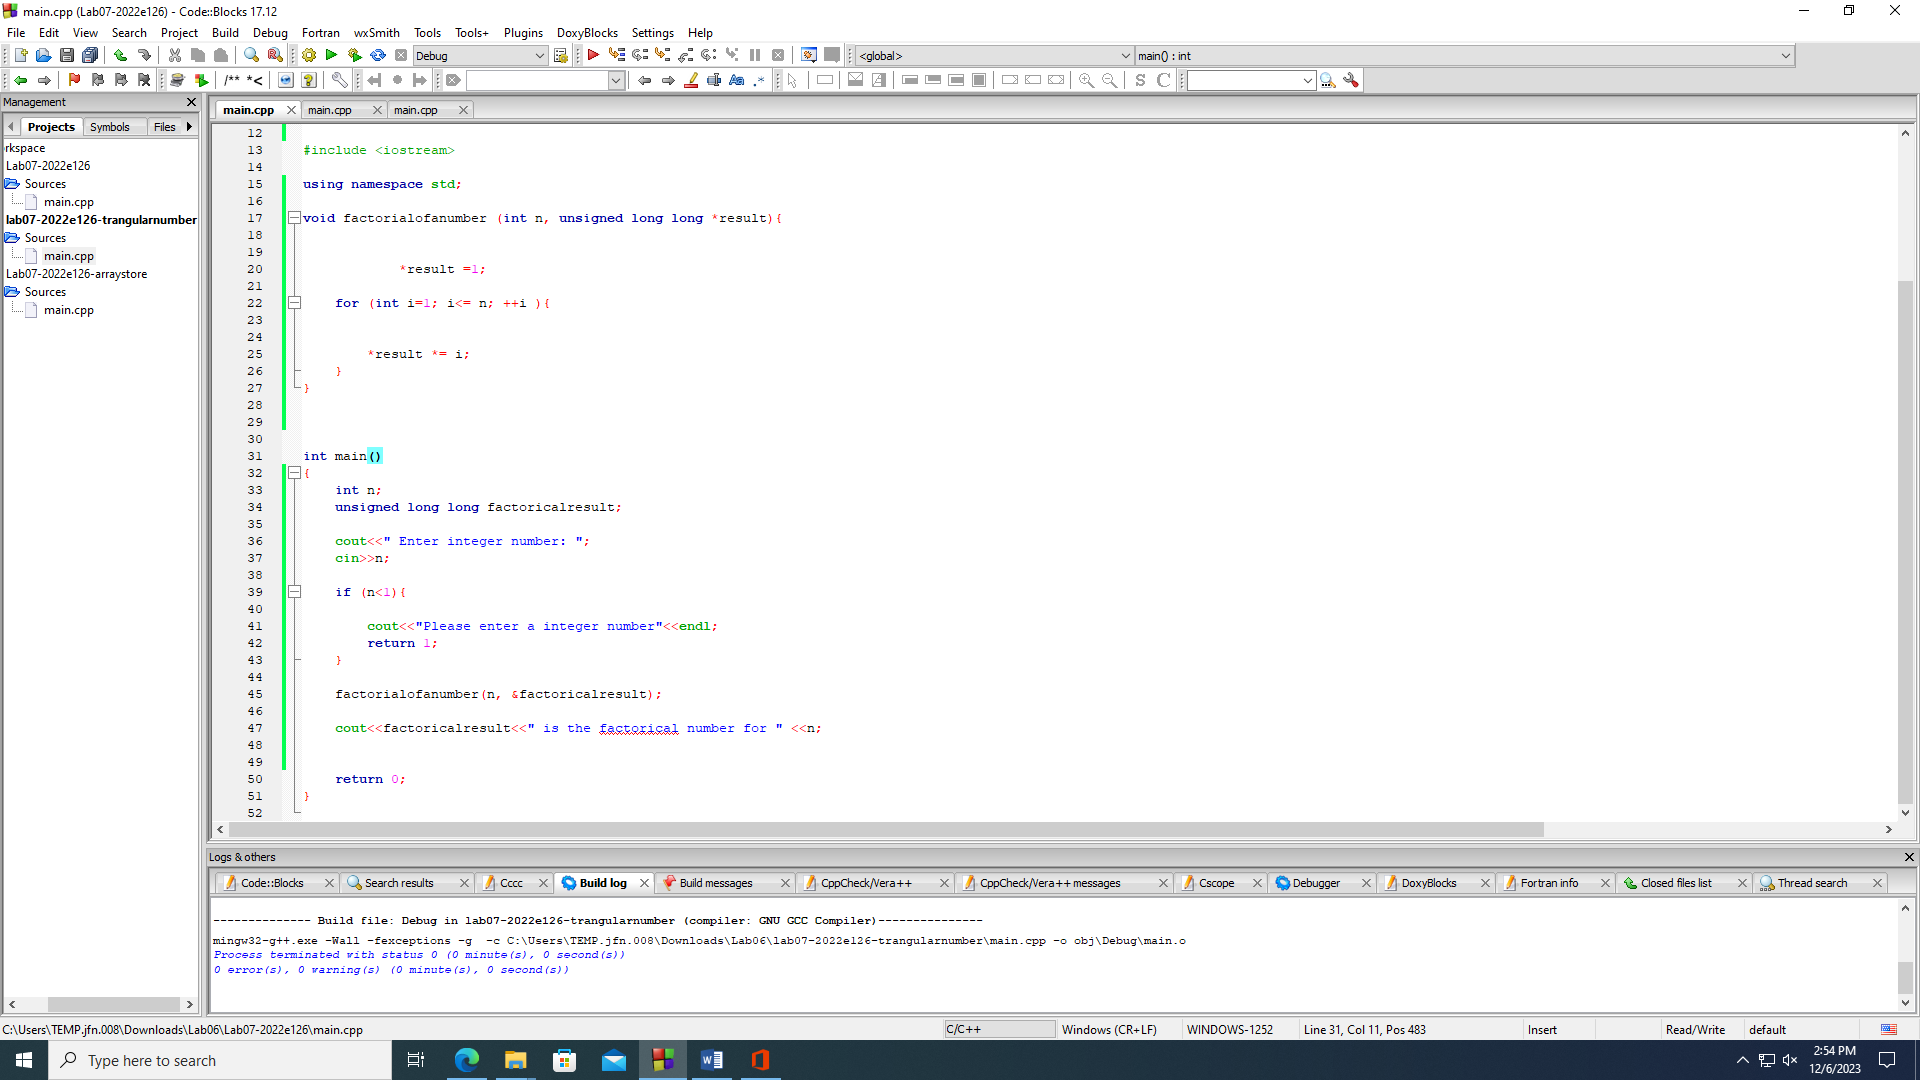 main.cpp (Lab07-2022e126) - Code::Blocks 17.12
File Edit View Search Project Build Debug Fortran wxSmith Tools Tools+ Plugins DoxyBlocks Settings Help
Debug
<global>
main() : int
/** *<
Aa .*
S C
Management
Projects Symbols Files
main.cpp main.cpp main.cpp
rkspace
Lab07-2022e126
Sources
main.cpp
lab07-2022e126-trangularnumber
Sources
main.cpp
Lab07-2022e126-arraystore
Sources
main.cpp
12
13 #include <iostream>
14
15 using namespace std;
16
17 void factorialofanumber (int n, unsigned long long *result){
18
19
20 *result =1;
21
22 for (int i=1; i<= n; ++i ){
23
24
25 *result *= i;
26 }
27 }
28
29
30
31 int main()
32 {
33 int n;
34 unsigned long long factoricalresult;
35
36 cout<<" Enter integer number: ";
37 cin>>n;
38
39 if (n<1){
40
41 cout<<"Please enter a integer number"<<endl;
42 return 1;
43 }
44
45 factorialofanumber(n, &factoricalresult);
46
47 cout<<factoricalresult<<" is the factorical number for " <<n;
48
49
50 return 0;
51 }
52
Logs & others
Code::Blocks Search results Cccc Build log Build messages CppCheck/Vera++ CppCheck/Vera++ messages Cscope Debugger DoxyBlocks Fortran info Closed files list Thread search
-------------- Build file: Debug in lab07-2022e126-trangularnumber (compiler: GNU GCC Compiler)---------------
mingw32-g++.exe -Wall -fexceptions -g -c C:\Users\TEMP.jfn.008\Downloads\Lab06\lab07-2022e126-trangularnumber\main.cpp -o obj\Debug\main.o
Process terminated with status 0 (0 minute(s), 0 second(s))
0 error(s), 0 warning(s) (0 minute(s), 0 second(s))
C:\Users\TEMP.jfn.008\Downloads\Lab06\Lab07-2022e126\main.cpp C/C++ Windows (CR+LF) WINDOWS-1252 Line 31, Col 11, Pos 483 Insert Read/Write default
Type here to search
2:54 PM
12/6/2023